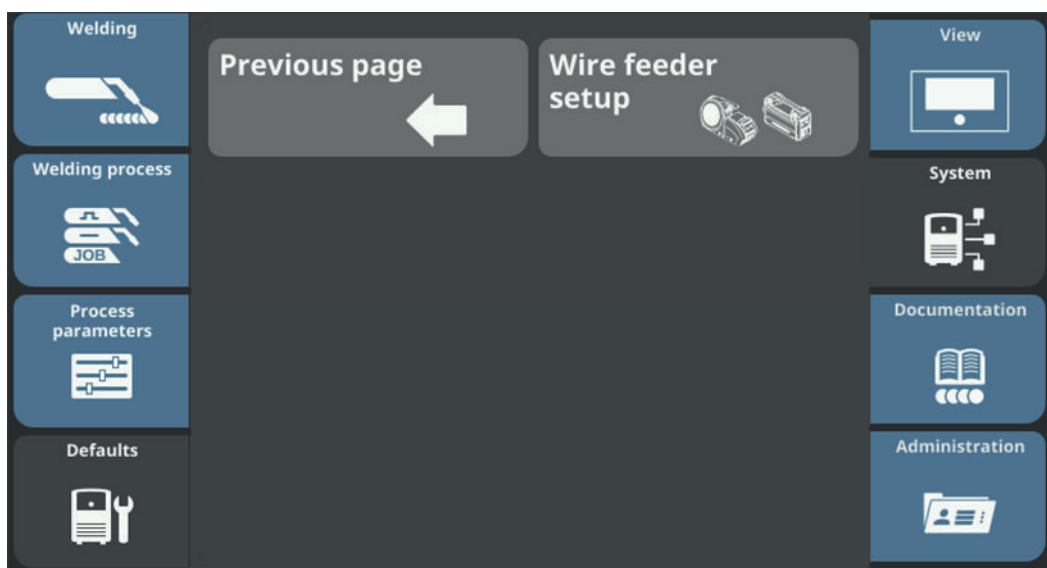 Welding
Previous page
Wire feeder
setup
View
Welding process
JOB
System
Process
parameters
Documentation
Defaults
Administration